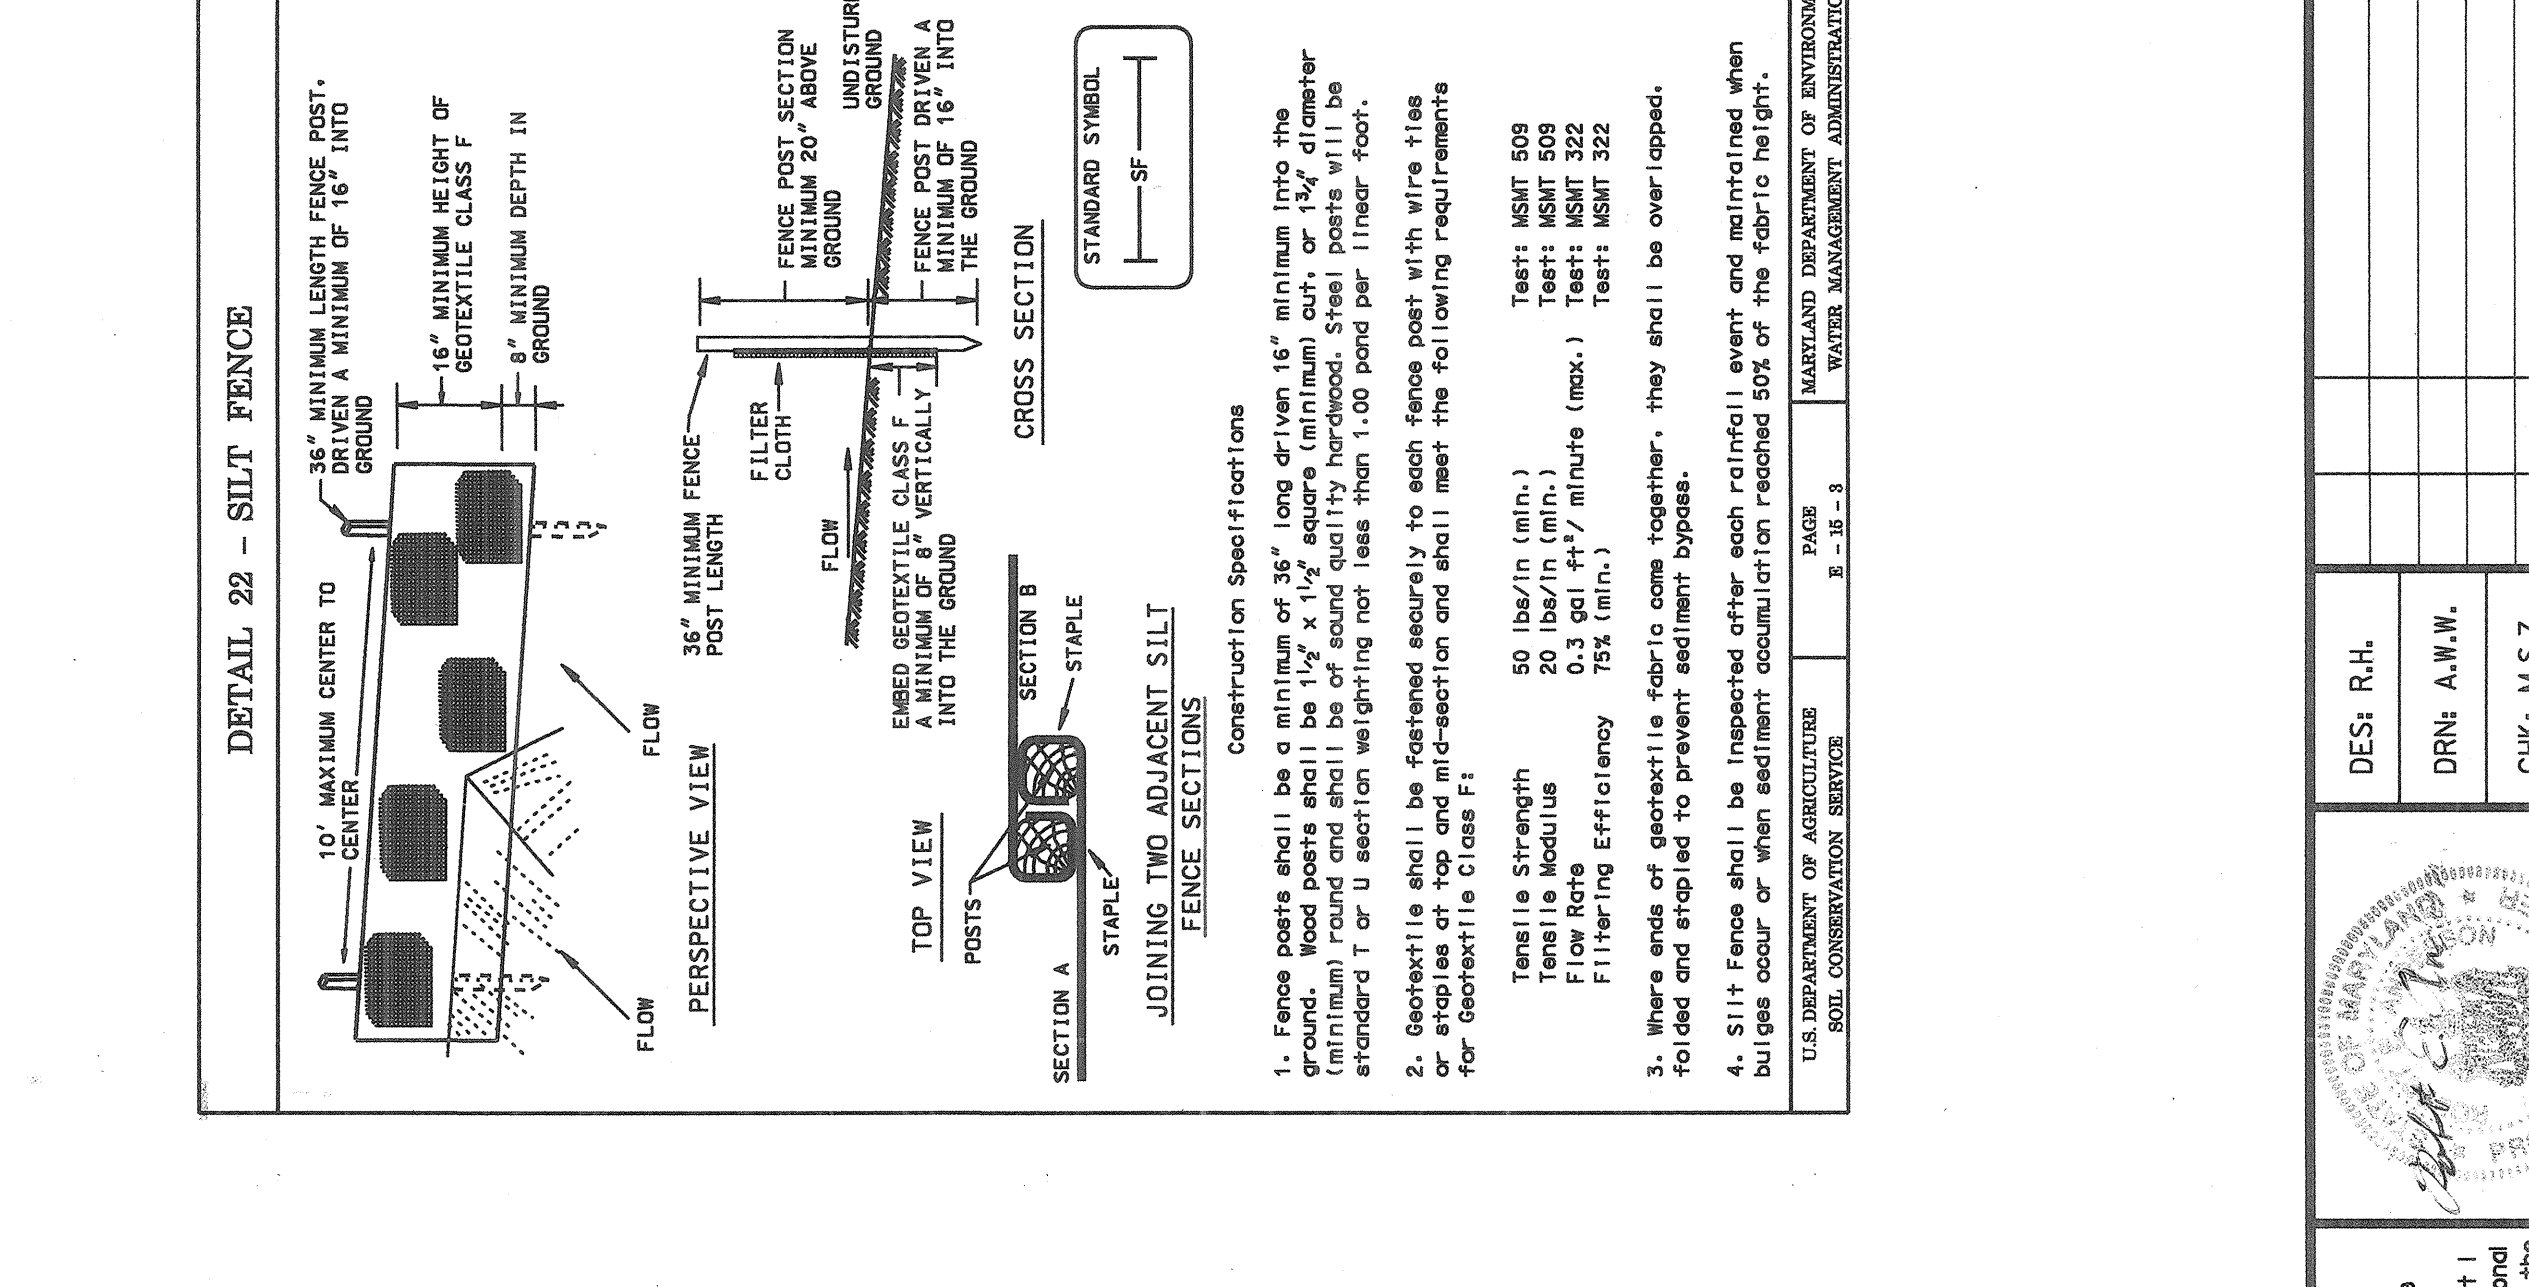 DETAIL 22 - SILT FENCE
10' MAXIMUM CENTER TO
CENTER
36" MINIMUM LENGTH FENCE POST,
DRIVEN A MINIMUM OF 16" INTO
GROUND
16" MINIMUM HEIGHT OF
GEOTEXTILE CLASS F
8" MINIMUM DEPTH IN
GROUND
FLOW
FLOW
PERSPECTIVE VIEW
36" MINIMUM FENCE
POST LENGTH
FILTER
CLOTH
FENCE POST SECTION
MINIMUM 20" ABOVE
GROUND
FLOW
GROUND
EMBED GEOTEXTILE CLASS F
A MINIMUM OF 8" VERTICALLY
INTO THE GROUND
FENCE POST DRIVEN A
MINIMUM OF 16" INTO
THE GROUND
CROSS SECTION
TOP VIEW
POSTS
SECTION B
SECTION A
STAPLE
STAPLE
JOINING TWO ADJACENT SILT
FENCE SECTIONS
STANDARD SYMBOL
SF
Construction Specifications
1. Fence posts shall be a minimum of 36" long driven 16" minimum into the
ground. Wood posts shall be 1 1/2" x 1 1/2" square (minimum) cut, or 1 3/4" diameter
(minimum) round and shall be of sound quality hardwood. Steel posts will be
standard T or U section weighting not less than 1.00 pond per linear foot.
2. Geotextile shall be fastened securely to each fence post with wire ties
or staples at top and mid-section and shall meet the following requirements
for Geotextile Class F:
Tensile Strength 50 lbs/in (min.) Test: MSMT 509
Tensile Modulus 20 lbs/in (min.) Test: MSMT 509
Flow Rate 0.3 gal ft²/ minute (max.) Test: MSMT 322
Filtering Efficiency 75% (min.) Test: MSMT 322
3. Where ends of geotextile fabric come together, they shall be overlapped,
folded and stapled to prevent sediment bypass.
4. Silt Fence shall be inspected after each rainfall event and maintained when
bulges occur or when sediment accumulation reached 50% of the fabric height.
U.S. DEPARTMENT OF AGRICULTURE
SOIL CONSERVATION SERVICE
PAGE
E - 15 - 3
MARYLAND DEPARTMENT OF
WATER MANAGEMENT
DES: R.H.
DRN: A.W.W.
OF MARYLAND